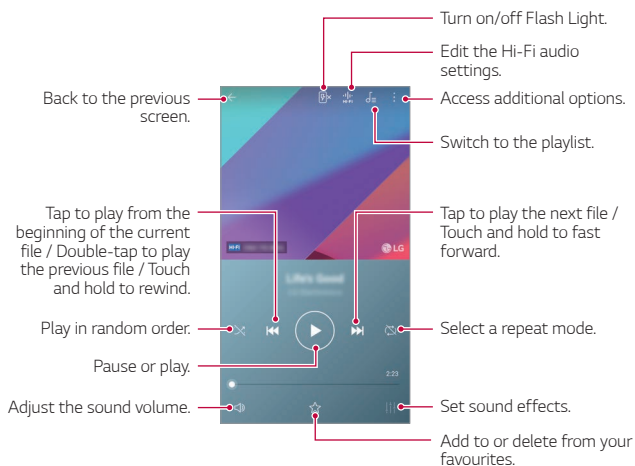 Turn on/off Flash Light.
Edit the Hi-Fi audio
settings.
Back to the previous
screen.
Access additional options.
Switch to the playlist.
Tap to play from the
beginning of the current
file / Double-tap to play
the previous file / Touch
and hold to rewind.
Tap to play the next file /
Touch and hold to fast
forward.
HI-FI
LG
Life's Good
Play in random order.
Select a repeat mode.
Pause or play.
2:23
Adjust the sound volume.
Set sound effects.
Add to or delete from your
favourites.